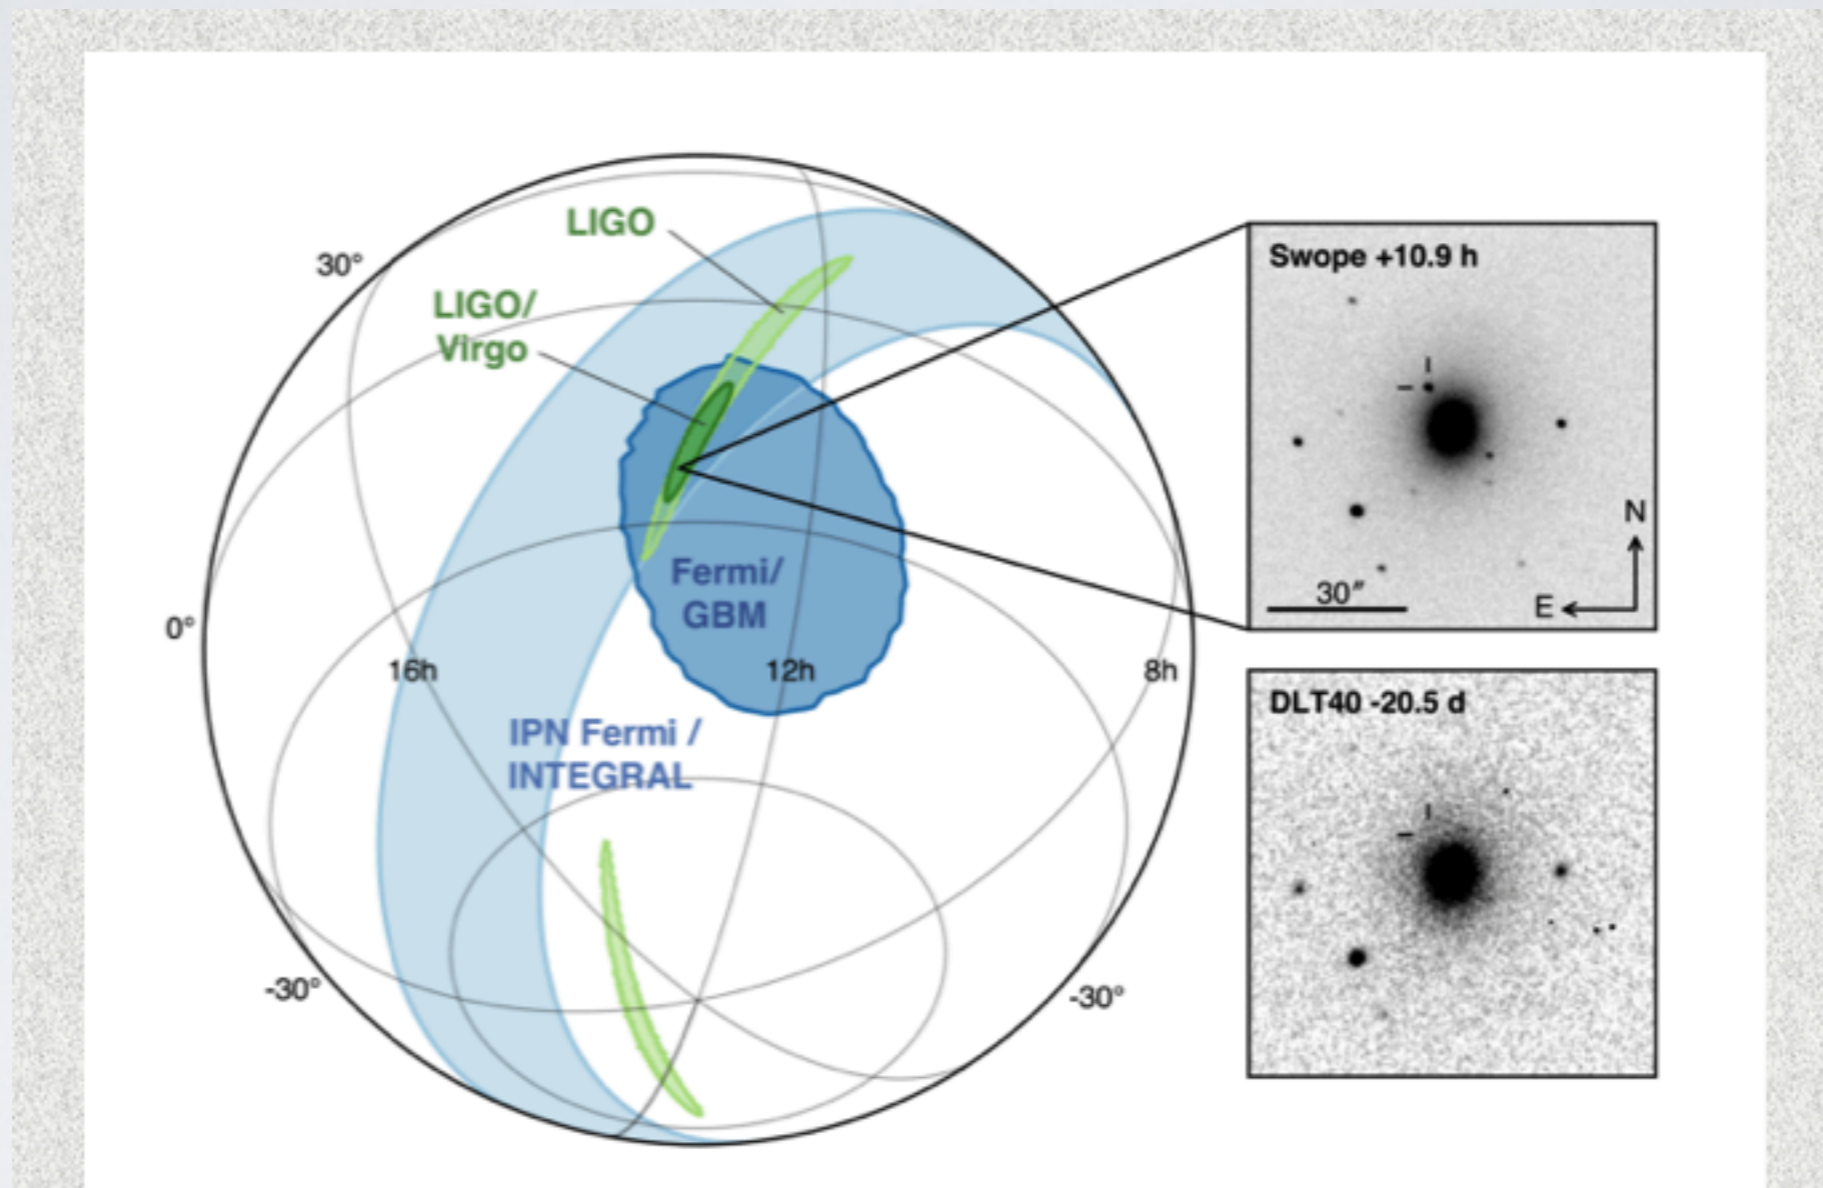 LIGO
30°
LIGO/
Virgo
Fermi/
GBM
0°
16h
12h
8h
IPN Fermi /
INTEGRAL
-30°
-30°
Swope +10.9 h
N
30″
E
DLT40 -20.5 d